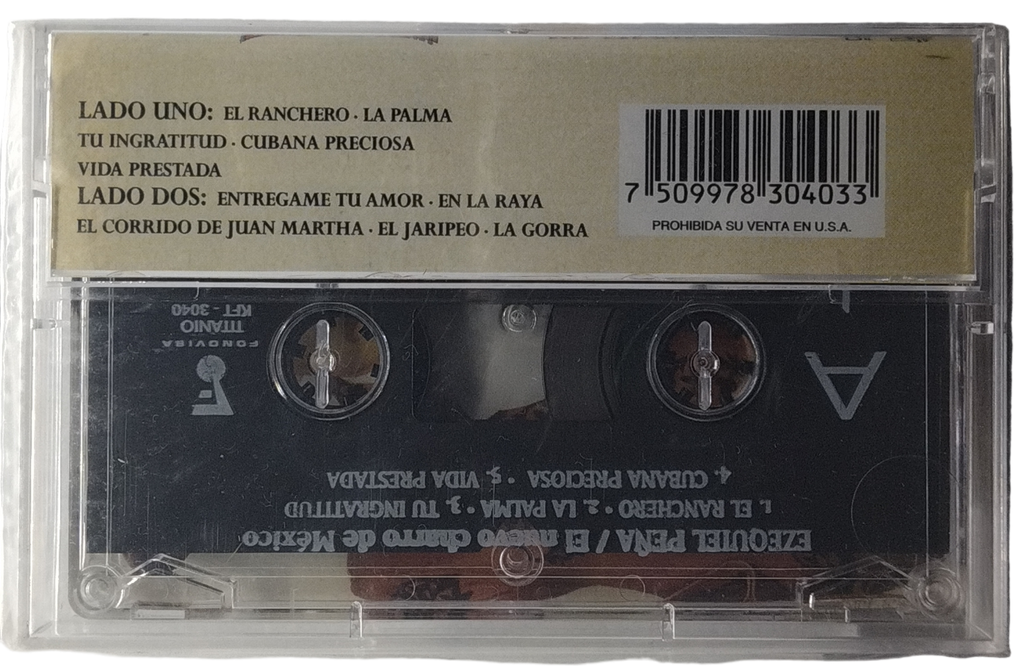 LADO UNO: EL RANCHERO · LA PALMA
TU INGRATITUD · CUBANA PRECIOSA
VIDA PRESTADA
LADO DOS: ENTREGAME TU AMOR · EN LA RAYA
EL CORRIDO DE JUAN MARTHA · EL JARIPEO · LA GORRA
7 509978 304033
PROHIBIDA SU VENTA EN U.S.A.
EZEQUIEL PEÑA / El nuevo charro de México
1. EL RANCHERO · 2. LA PALMA · 3. TU INGRATITUD
4. CUBANA PRECIOSA · 5. VIDA PRESTADA
A
FONOVISA
TITANIO
KFT - 3040